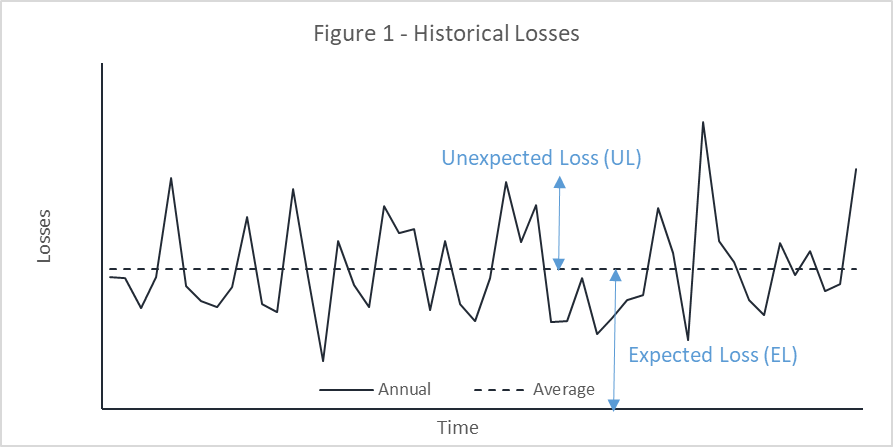 Figure 1 - Historical Losses
Unexpected Loss (UL)
Losses
Expected Loss (EL)
Annual
Average
Time